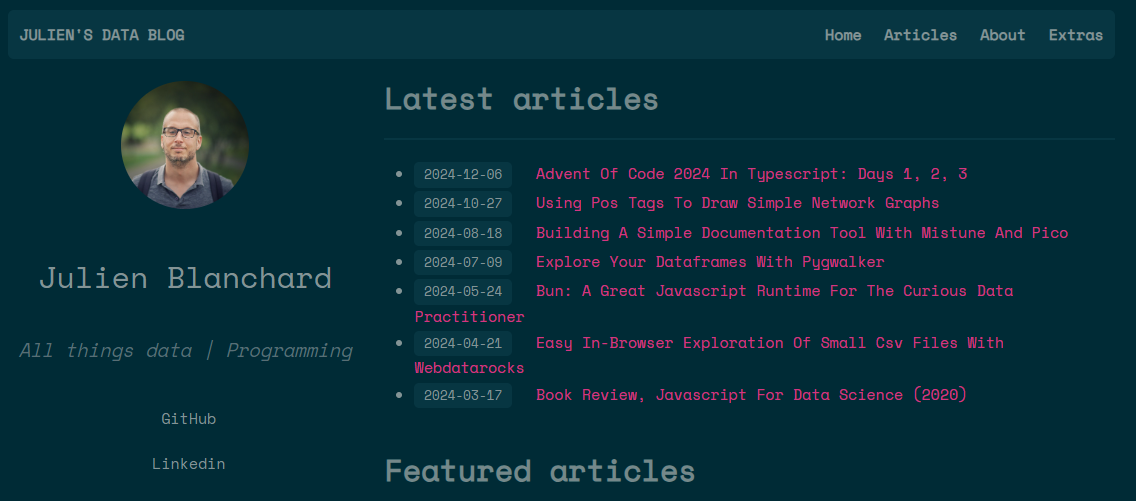 JULIEN'S DATA BLOG
Home Articles About Extras
Julien Blanchard
All things data | Programming
GitHub
Linkedin
Latest articles
2024-12-06 Advent Of Code 2024 In Typescript: Days 1, 2, 3
2024-10-27 Using Pos Tags To Draw Simple Network Graphs
2024-08-18 Building A Simple Documentation Tool With Mistune And Pico
2024-07-09 Explore Your Dataframes With Pygwalker
2024-05-24 Bun: A Great Javascript Runtime For The Curious Data
Practitioner
2024-04-21 Easy In-Browser Exploration Of Small Csv Files With
Webdatarocks
2024-03-17 Book Review, Javascript For Data Science (2020)
Featured articles